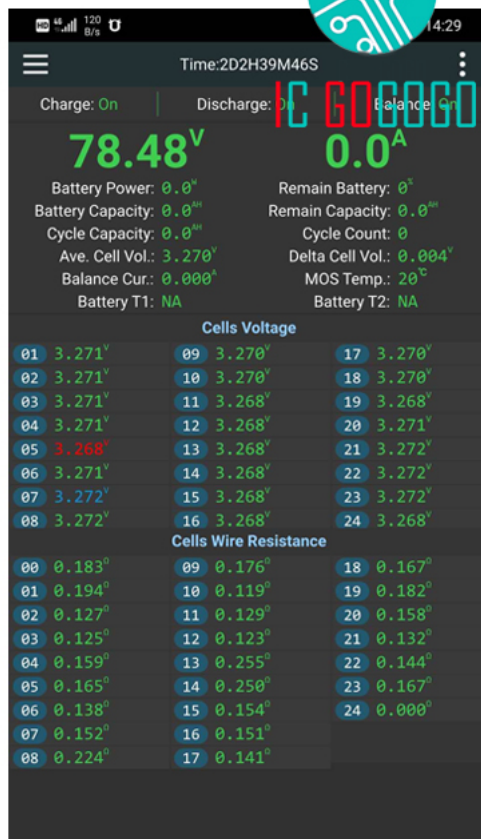 HD 4G 120 B/s 14:29
Time:2D2H39M46S
Charge: On Discharge: On Balance: On
IC GOGOGO
78.48V 0.0A
Battery Power: 0.0W Remain Battery: 0%
Battery Capacity: 0.0AH Remain Capacity: 0.0AH
Cycle Capacity: 0.0AH Cycle Count: 0
Ave. Cell Vol.: 3.270V Delta Cell Vol.: 0.004V
Balance Cur.: 0.000A MOS Temp.: 20℃
Battery T1: NA Battery T2: NA
Cells Voltage
01 3.271V 09 3.270V 17 3.270V
02 3.271V 10 3.270V 18 3.270V
03 3.271V 11 3.268V 19 3.268V
04 3.271V 12 3.268V 20 3.271V
05 3.268V 13 3.268V 21 3.272V
06 3.271V 14 3.268V 22 3.272V
07 3.272V 15 3.268V 23 3.272V
08 3.272V 16 3.268V 24 3.268V
Cells Wire Resistance
00 0.183Ω 09 0.176Ω 18 0.167Ω
01 0.194Ω 10 0.119Ω 19 0.182Ω
02 0.127Ω 11 0.129Ω 20 0.158Ω
03 0.125Ω 12 0.123Ω 21 0.132Ω
04 0.159Ω 13 0.255Ω 22 0.144Ω
05 0.165Ω 14 0.250Ω 23 0.167Ω
06 0.138Ω 15 0.154Ω 24 0.000Ω
07 0.152Ω 16 0.151Ω
08 0.224Ω 17 0.141Ω